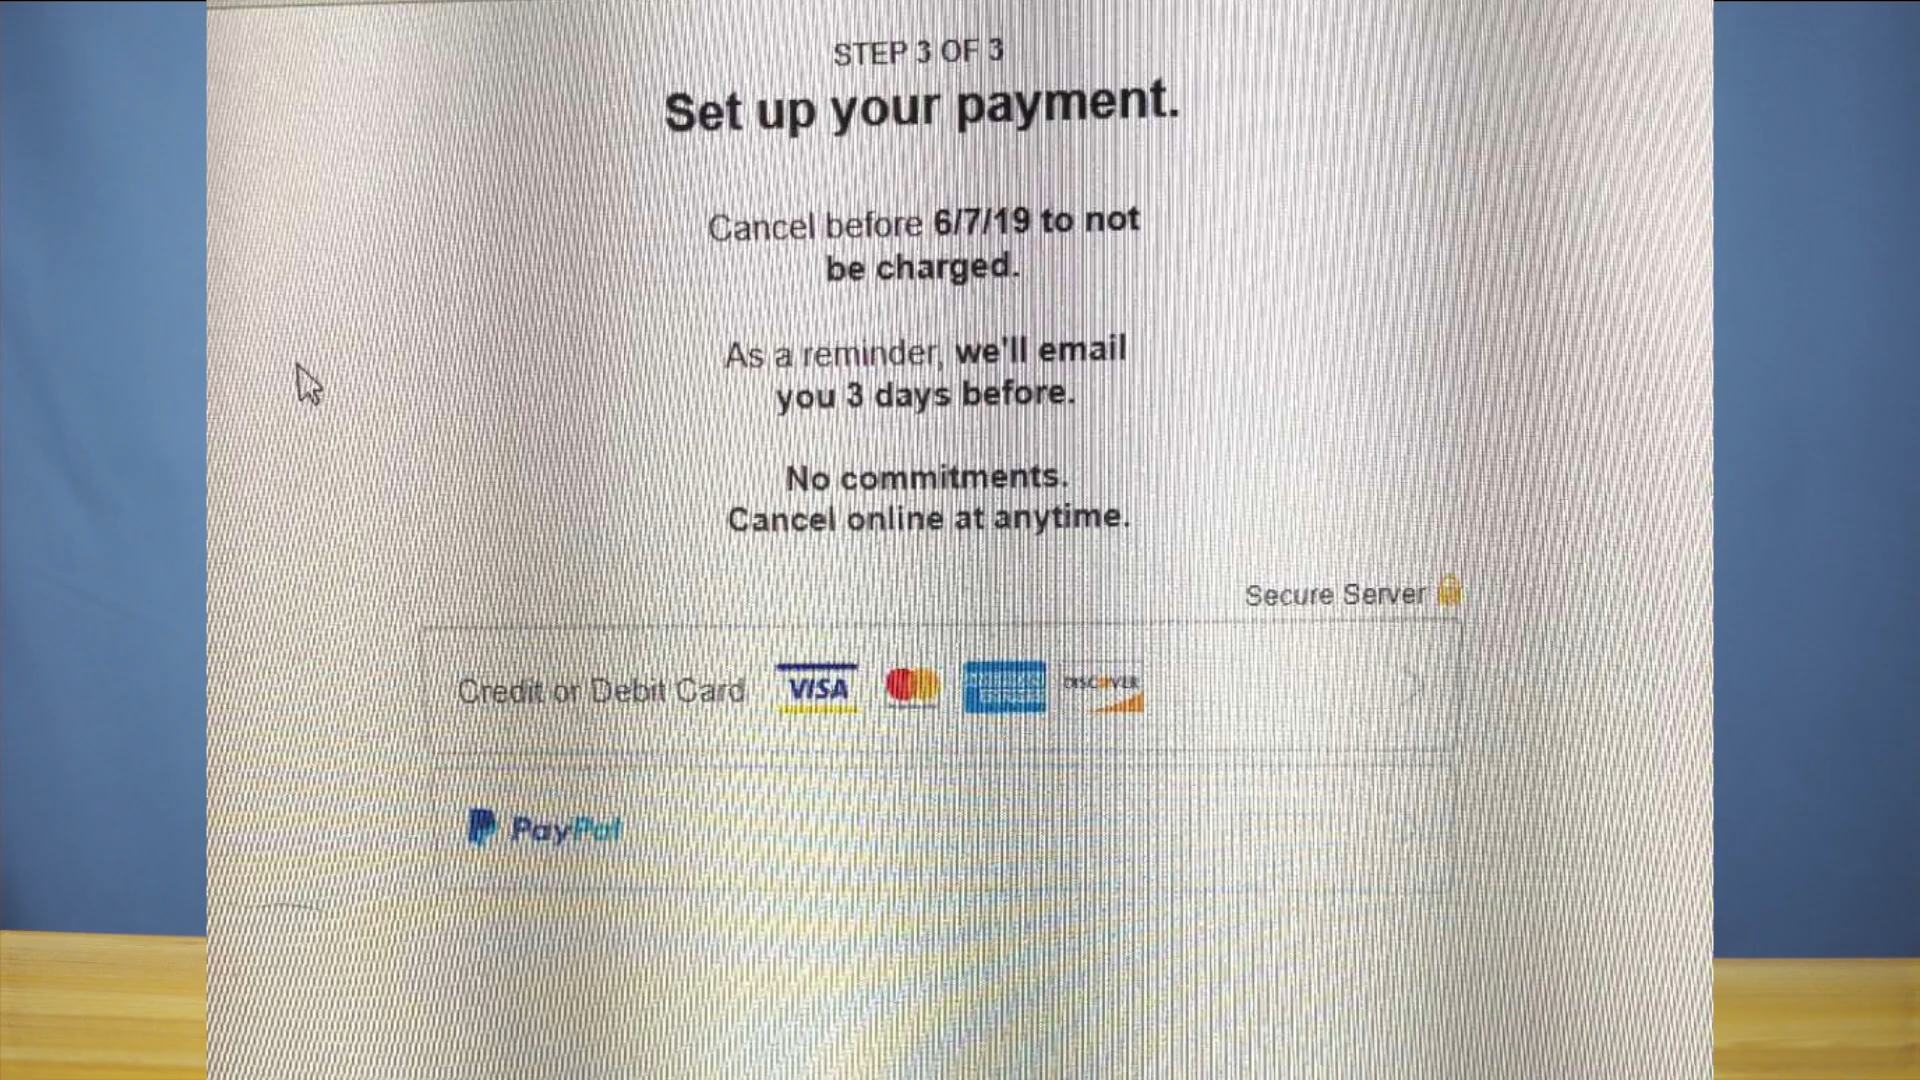 STEP 3 OF 3
Set up your payment.
Cancel before 6/7/19 to not
be charged.
As a reminder, we'll email
you 3 days before.
No commitments.
Cancel online at anytime.
Secure Server
Credit or Debit Card VISA AMERICAN EXPRESS DISCOVER
PayPal